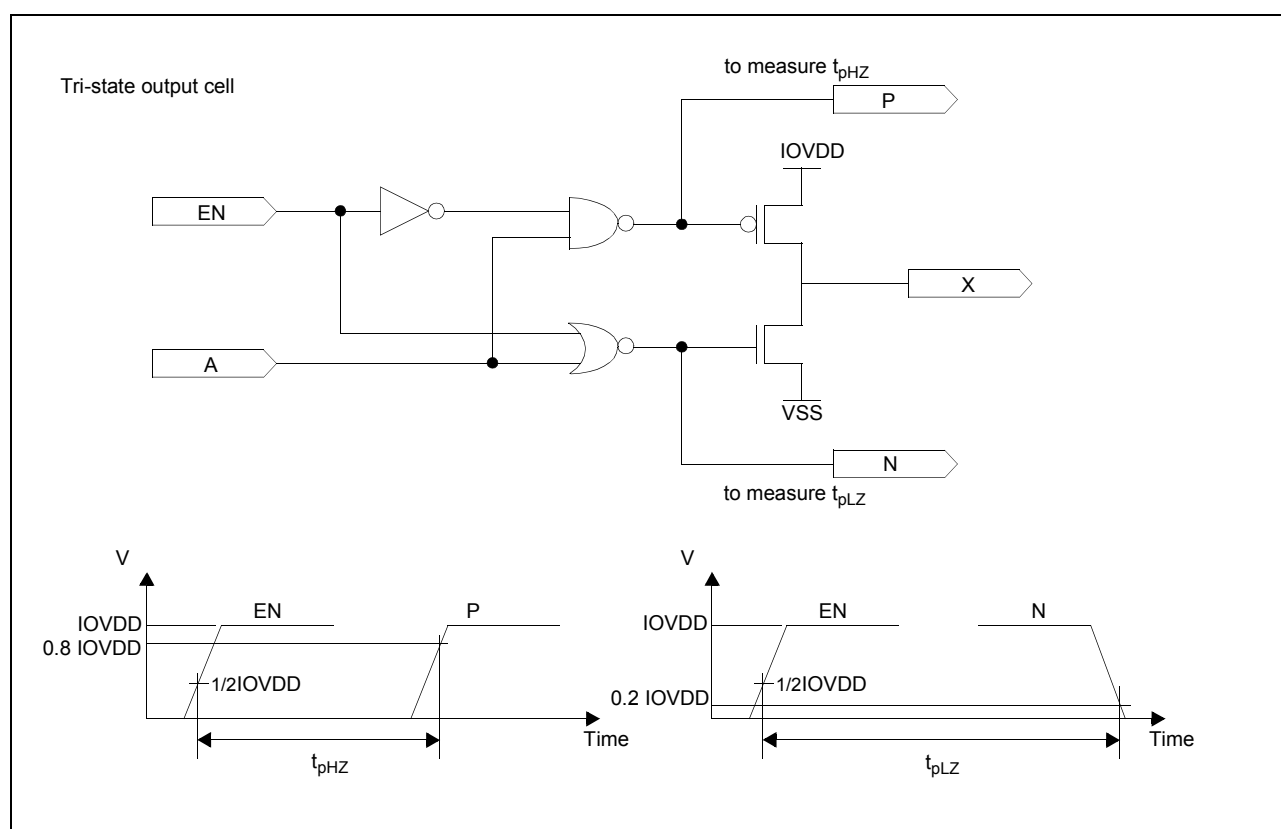 to measure tpHZ
Tri-state output cell
P
IOVDD
EN
X
A
VSS
N
to measure tpLZ
V
IOVDD
EN
P
0.8 IOVDD
1/2IOVDD
Time
tpHZ
V
IOVDD
EN
N
1/2IOVDD
0.2 IOVDD
Time
tpLZ